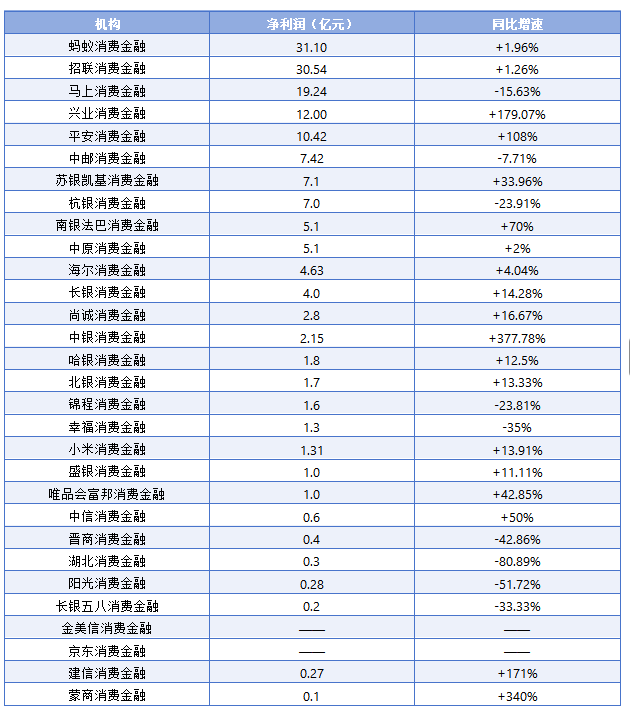 机构 净利润（亿元） 同比增速
蚂蚁消费金融 31.10 +1.96%
招联消费金融 30.54 +1.26%
马上消费金融 19.24 -15.63%
兴业消费金融 12.00 +179.07%
平安消费金融 10.42 +108%
中邮消费金融 7.42 -7.71%
苏银凯基消费金融 7.1 +33.96%
杭银消费金融 7.0 -23.91%
南银法巴消费金融 5.1 +70%
中原消费金融 5.1 +2%
海尔消费金融 4.63 +4.04%
长银消费金融 4.0 +14.28%
尚诚消费金融 2.8 +16.67%
中银消费金融 2.15 +377.78%
哈银消费金融 1.8 +12.5%
北银消费金融 1.7 +13.33%
锦程消费金融 1.6 -23.81%
幸福消费金融 1.3 -35%
小米消费金融 1.31 +13.91%
盛银消费金融 1.0 +11.11%
唯品会富邦消费金融 1.0 +42.85%
中信消费金融 0.6 +50%
晋商消费金融 0.4 -42.86%
湖北消费金融 0.3 -80.89%
阳光消费金融 0.28 -51.72%
长银五八消费金融 0.2 -33.33%
金美信消费金融 —— ——
京东消费金融 —— ——
建信消费金融 0.27 +171%
蒙商消费金融 0.1 +340%